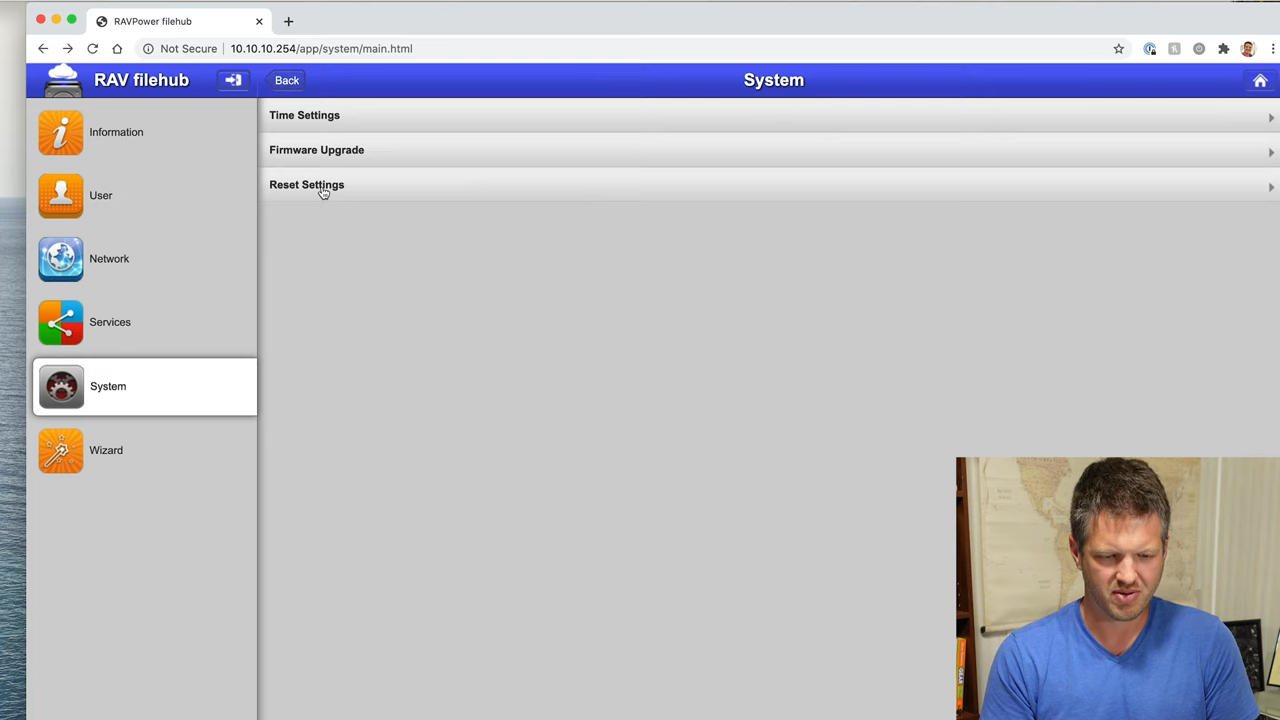 RAVPower filehub
Not Secure
10.10.10.254/app/system/main.html
RAV filehub
Back
System
Information
User
Network
Services
System
Wizard
Time Settings
Firmware Upgrade
Reset Settings